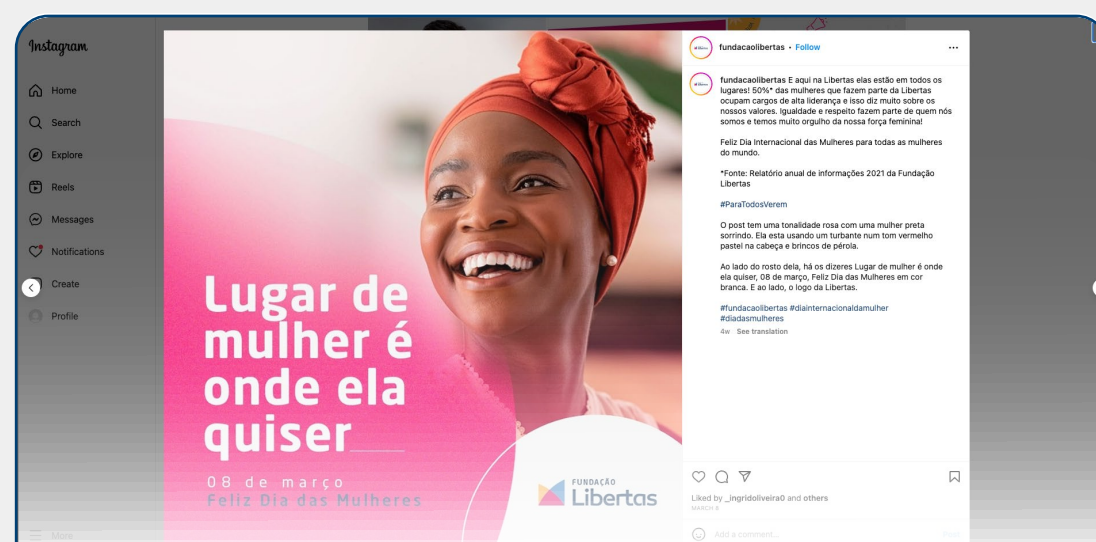 Instagram
Home
Search
Explore
Reels
Messages
Notifications
Create
Profile
More
Lugar de
mulher é
onde ela
quiser
08 de março
Feliz Dia das Mulheres
FUNDAÇÃO
Libertas
fundacaolibertas • Follow
fundacaolibertas E aqui na Libertas elas estão em todos os
lugares! 50%* das mulheres que fazem parte da Libertas
ocupam cargos de alta liderança e isso diz muito sobre os
nossos valores. Igualdade e respeito fazem parte de quem nós
somos e temos muito orgulho da nossa força feminina!
Feliz Dia Internacional das Mulheres para todas as mulheres
do mundo.
*Fonte: Relatório anual de informações 2021 da Fundação
Libertas
#ParaTodosVerem
O post tem uma tonalidade rosa com uma mulher preta
sorrindo. Ela esta usando um turbante num tom vermelho
pastel na cabeça e brincos de pérola.
Ao lado do rosto dela, há os dizeres Lugar de mulher é onde
ela quiser, 08 de março, Feliz Dia das Mulheres em cor
branca. E ao lado, o logo da Libertas.
#fundacaolibertas #diainternacionaldamulher
#diadasmulheres
4w See translation
Liked by _ingridoliveira0 and others
MARCH 8
Add a comment...